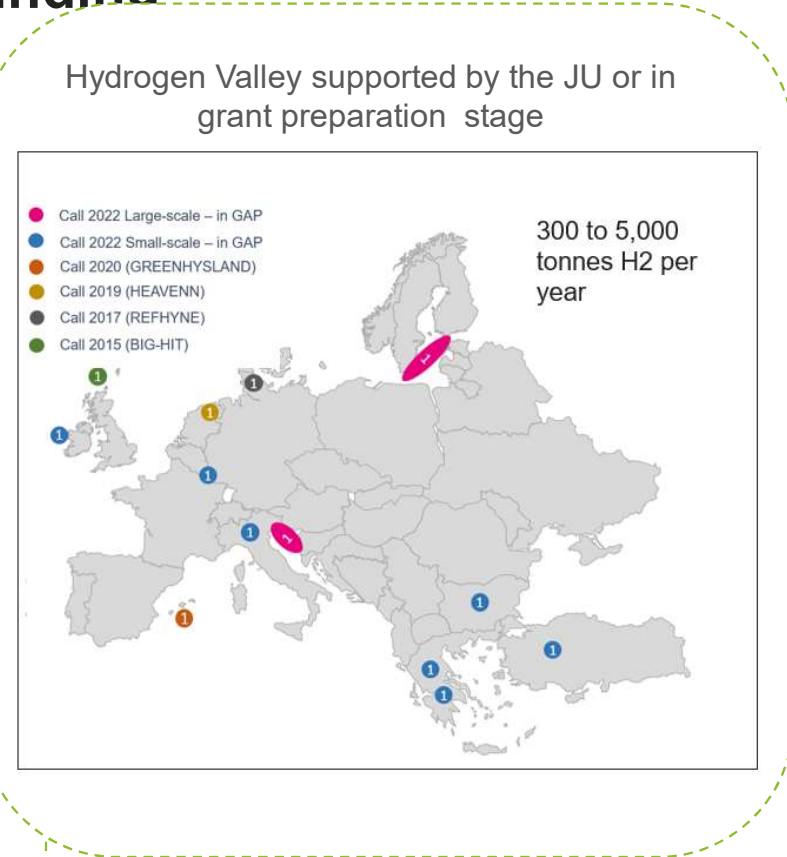 Hydrogen Valley supported by the JU or in
grant preparation stage
Call 2022 Large-scale – in GAP
Call 2022 Small-scale – in GAP
Call 2020 (GREENHYSLAND)
Call 2019 (HEAVENN)
Call 2017 (REFHYNE)
Call 2015 (BIG-HIT)
300 to 5,000
tonnes H2 per
year
1
1
1
1
1
1
1
1
1
1
1
1